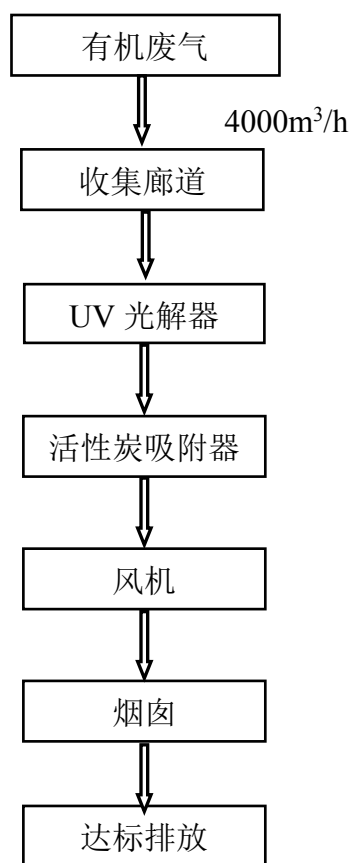 有机废气
4000m³/h
收集廊道
UV 光解器
活性炭吸附器
风机
烟囱
达标排放